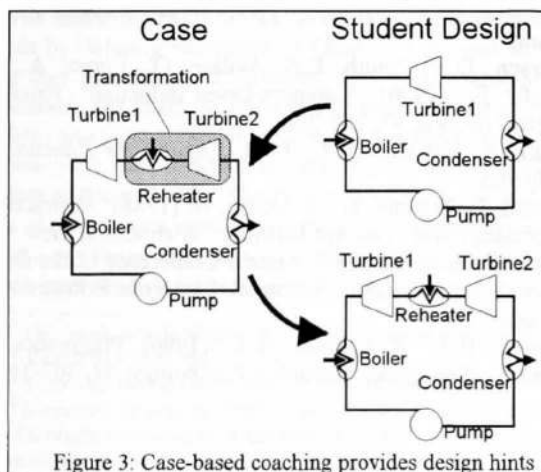 Case
Student Design
Transformation
Turbine1
Turbine2
Reheater
Boiler
Condenser
Pump
Turbine1
Boiler
Condenser
Pump
Turbine1
Turbine2
Reheater
Boiler
Condenser
Pump
Figure 3: Case-based coaching provides design hints